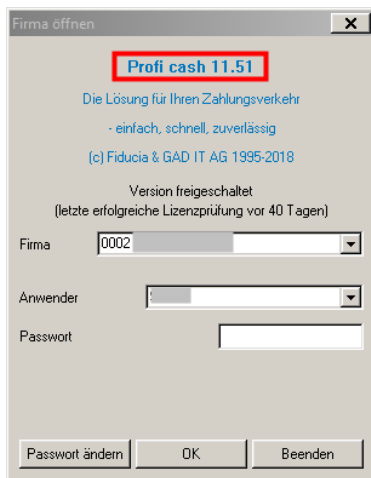 Firma öffnen
Profi cash 11.51
Die Lösung für Ihren Zahlungsverkehr
- einfach, schnell, zuverlässig
(c) Fiducia & GAD IT AG 1995-2018
Version freigeschaltet
(letzte erfolgreiche Lizenzprüfung vor 40 Tagen)
Firma 0002
Anwender
Passwort
Passwort ändern OK Beenden